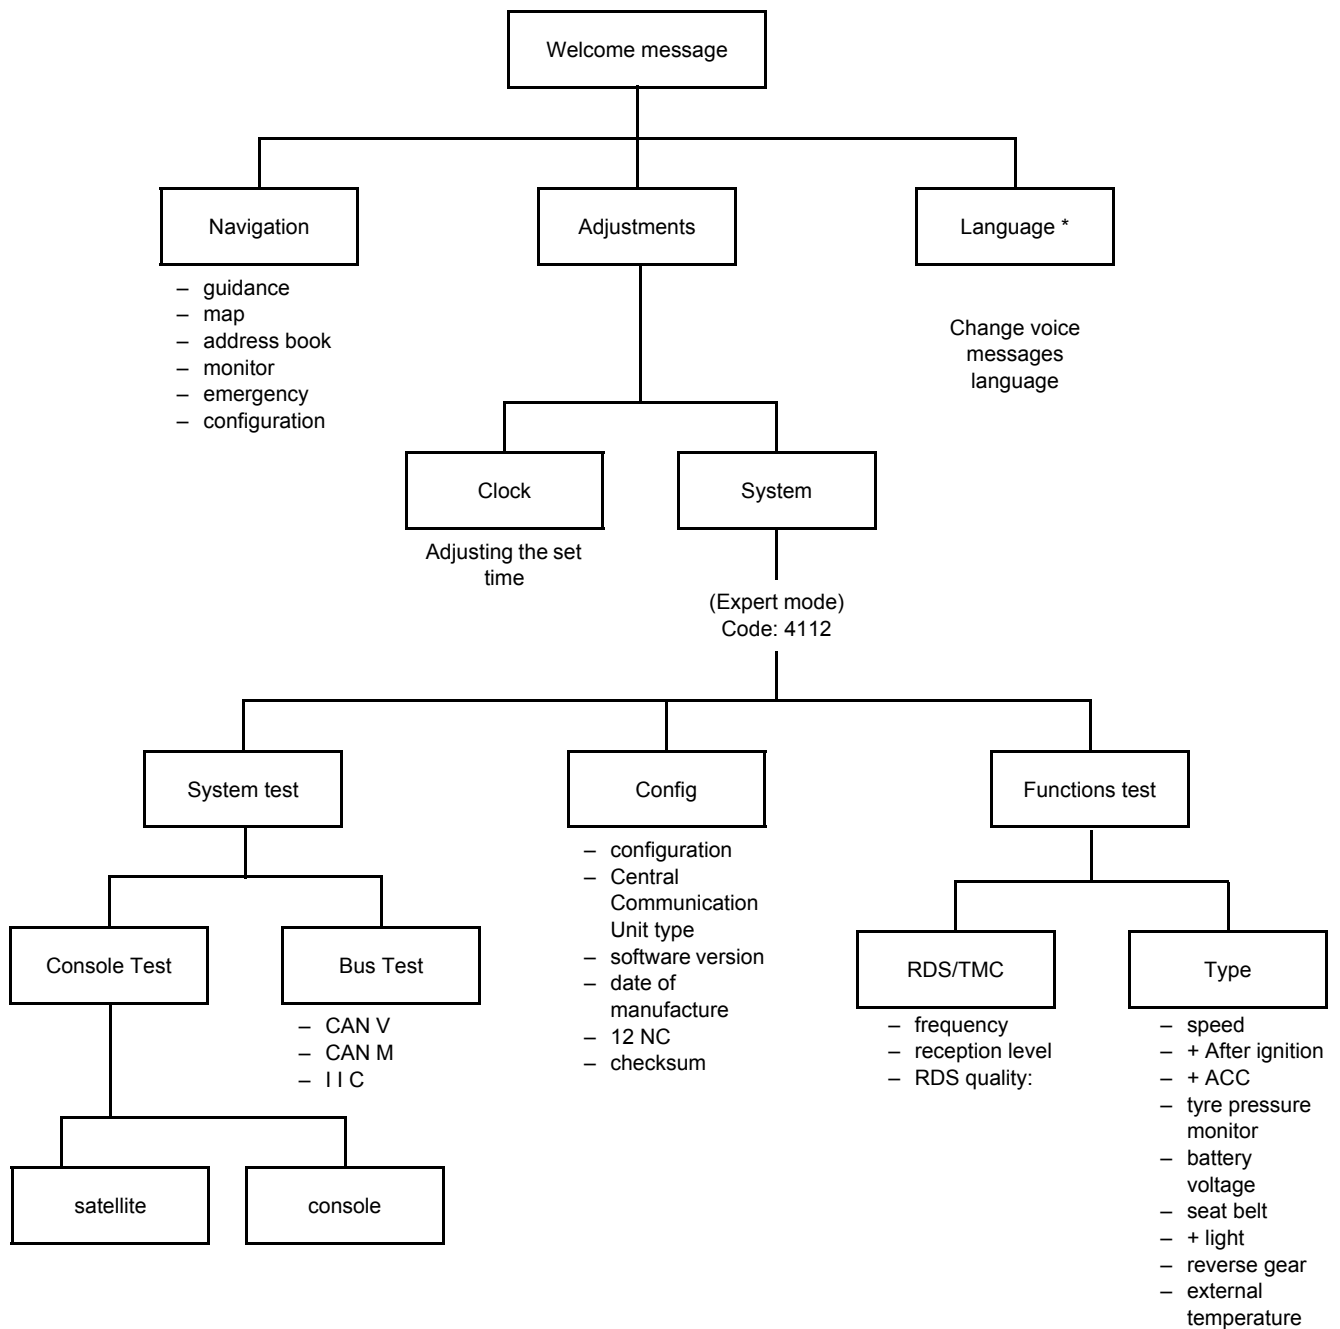 Welcome message
Navigation
Adjustments
Language *
– guidance
– map
– address book
– monitor
– emergency
– configuration
Change voice
messages
language
Clock
System
Adjusting the set
time
(Expert mode)
Code: 4112
System test
Config
Functions test
– configuration
– Central
Communication
Unit type
– software version
– date of
manufacture
– 12 NC
– checksum
Console Test
Bus Test
RDS/TMC
Type
– CAN V
– CAN M
– I I C
– frequency
– reception level
– RDS quality:
– speed
– + After ignition
– + ACC
– tyre pressure
monitor
– battery
voltage
– seat belt
– + light
– reverse gear
– external
temperature
satellite
console